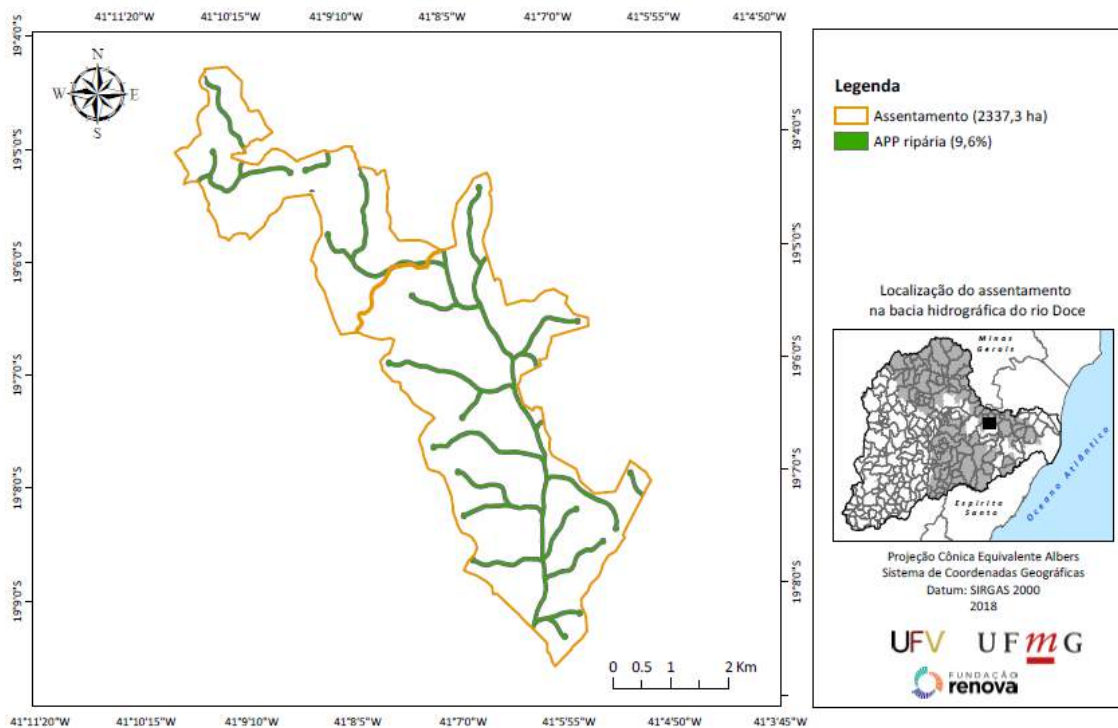 41°11'20"W 41°10'15"W 41°9'10"W 41°8'5"W 41°7'0"W 41°5'55"W 41°4'50"W
19°4'0"S
19°5'0"S
19°6'0"S
19°7'0"S
19°8'0"S
19°9'0"S
N
W E
S
19°4'0"S
19°5'0"S
19°6'0"S
19°7'0"S
19°8'0"S
0 0.5 1 2 Km
41°11'20"W 41°10'15"W 41°9'10"W 41°8'5"W 41°7'0"W 41°5'55"W 41°4'50"W 41°3'45"W
Legenda
Assentamento (2337,3 ha)
APP ripária (9,6%)
Localização do assentamento
na bacia hidrográfica do rio Doce
Minas
Gerais
Oceano Atlântico
Espírito
Santo
Projeção Cônica Equivalente Albers
Sistema de Coordenadas Geográficas
Datum: SIRGAS 2000
2018
UFV UFmG
FUNDAÇÃO
renova